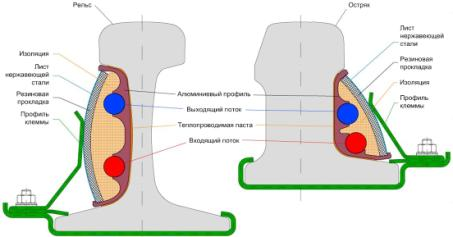 Рельс
Остряк
Изоляция
Лист
нержавеющей
стали
Резиновая
прокладка
Профиль
клеммы
Алюминиевый профиль
Выходящий поток
Теплопроводимая паста
Входящий поток
Лист нержавеющей
стали
Резиновая
прокладка
Изоляция
Профиль
клеммы